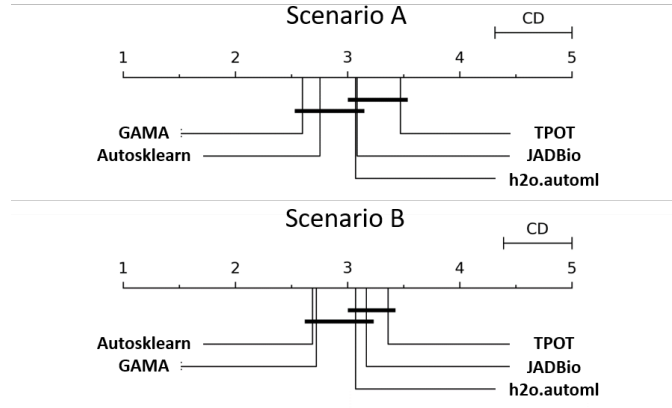 Scenario A
CD
1 2 3 4 5
GAMA TPOT
Autosklearn JADBio
h2o.automl
Scenario B
CD
1 2 3 4 5
Autosklearn TPOT
GAMA JADBio
h2o.automl